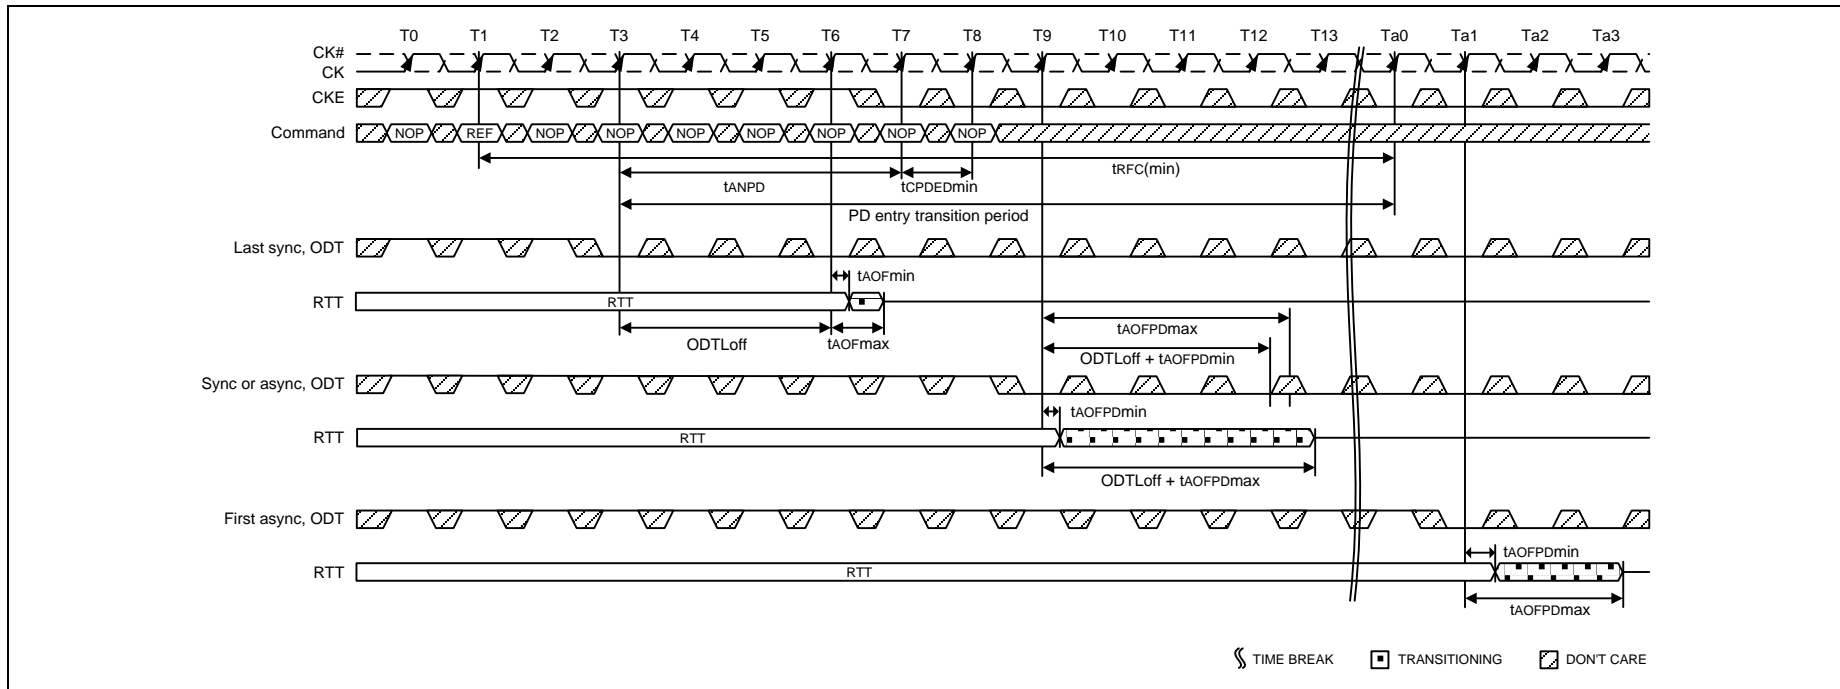 T0 T1 T2 T3 T4 T5 T6 T7 T8 T9 T10 T11 T12 T13 Ta0 Ta1 Ta2 Ta3
CK#
CK
CKE
Command NOP REF NOP NOP NOP NOP NOP NOP NOP
tRFC(min)
tANPD tCPDEDmin
PD entry transition period
Last sync, ODT
tAOFmin
RTT RTT
tAOFPDmax
ODTLoff tAOFmax
ODTLoff + tAOFPDmin
Sync or async, ODT
tAOFPDmin
RTT RTT
ODTLoff + tAOFPDmax
First async, ODT
tAOFPDmin
RTT RTT
tAOFPDmax
TIME BREAK TRANSITIONING DON'T CARE